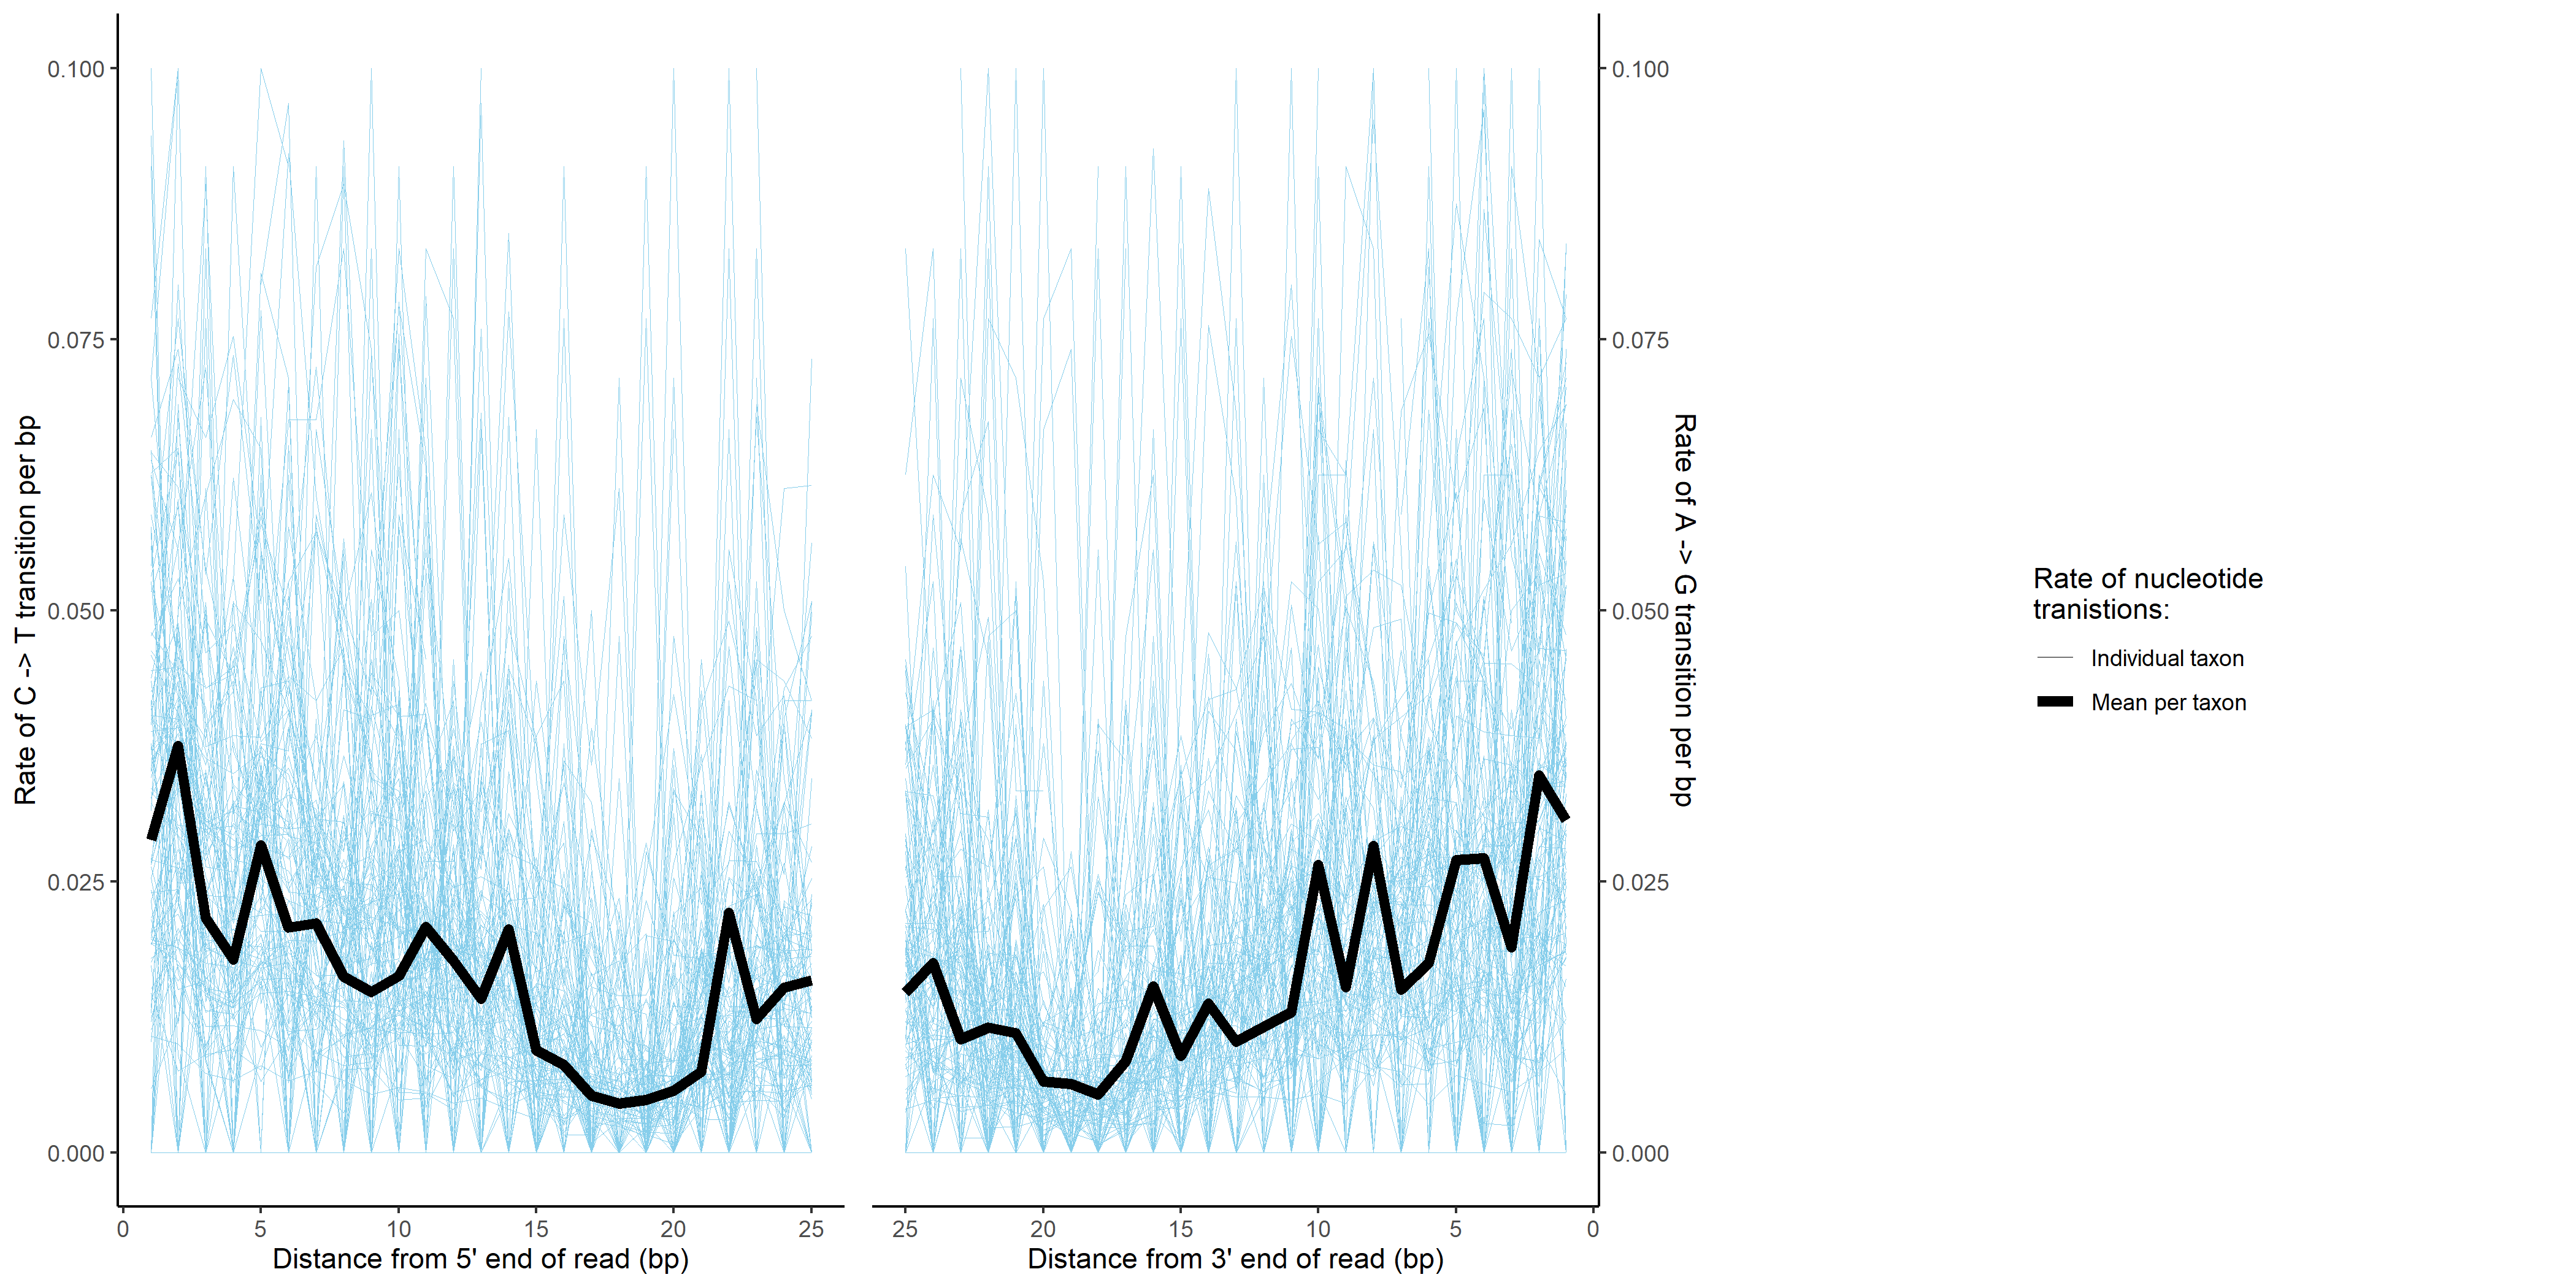 Rate of C -> T transition per bp
0.100
0.075
0.050
0.025
0.000
0 5 10 15 20 25
Distance from 5' end of read (bp)
25 20 15 10 5 0
Distance from 3' end of read (bp)
0.100
0.075
0.050
0.025
0.000
Rate of A -> G transition per bp
Rate of nucleotide
tranistions:
Individual taxon
Mean per taxon